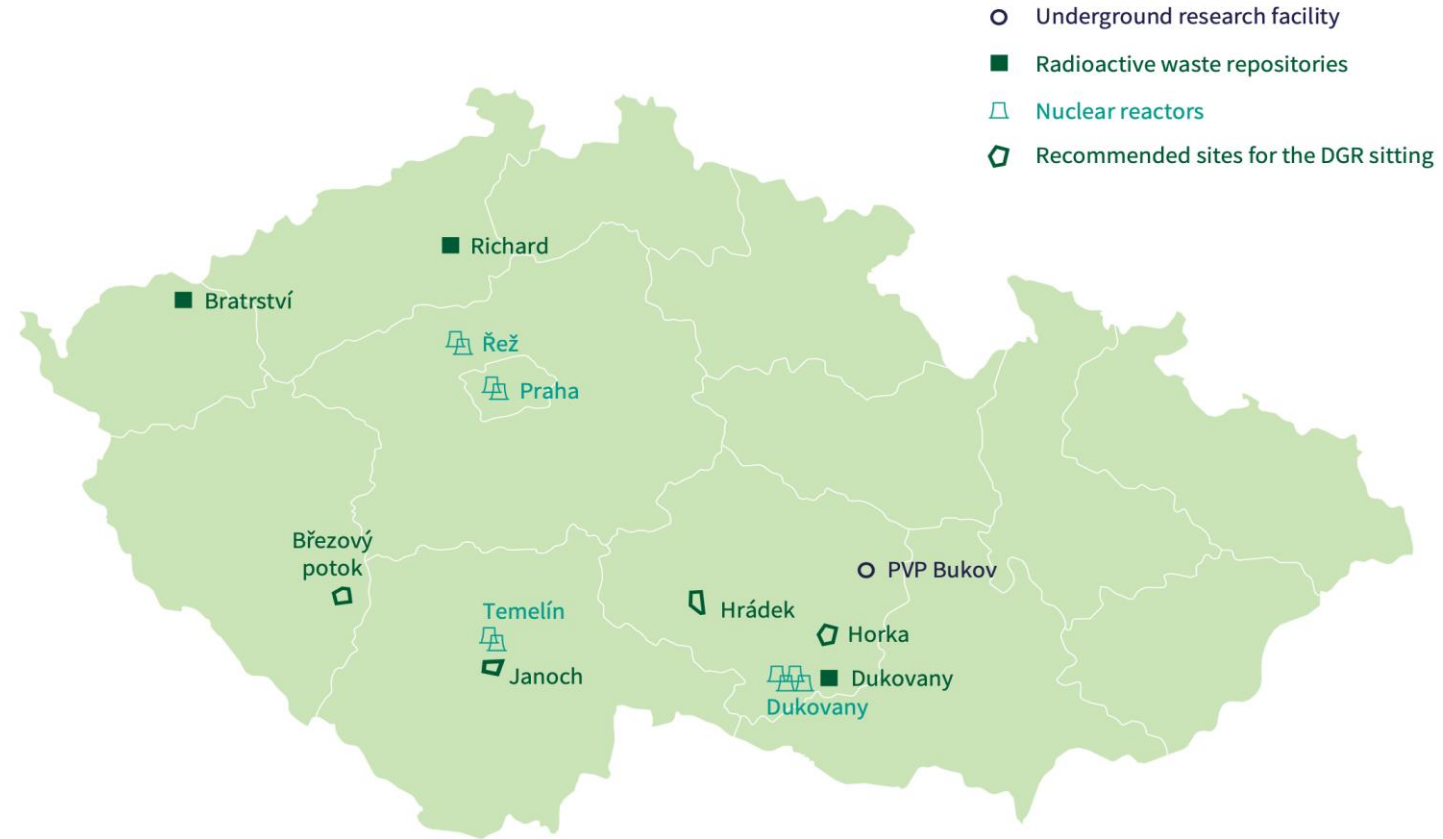 Underground research facility
Radioactive waste repositories
Nuclear reactors
Recommended sites for the DGR sitting
Richard
Bratrství
Řež
Praha
Březový
potok
PVP Bukov
Temelín
Hrádek
Horka
Janoch
Dukovany
Dukovany